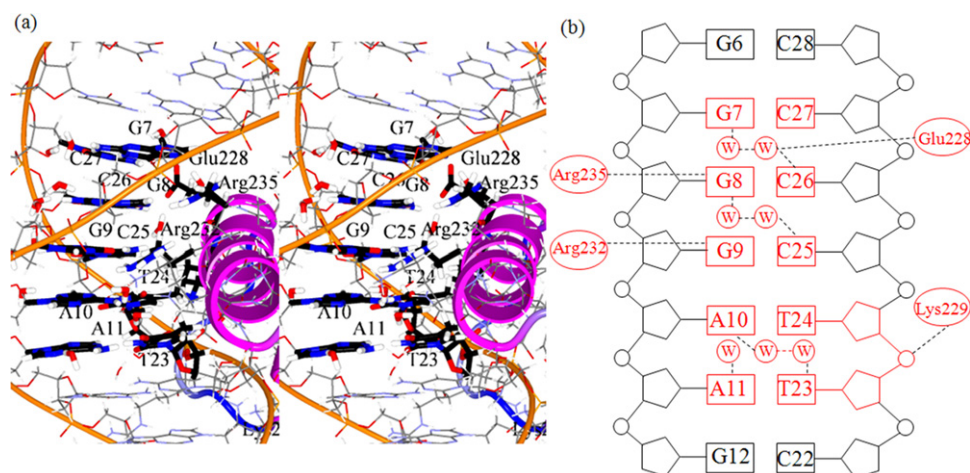 (a)
G7
Glu228
C27
C26
G8
Arg235
G9
C25
Arg232
T24
A10
A11
T23
G7
Glu228
C27
G8
Arg235
G9
C25
Arg232
T24
A10
A11
T23
(b)
G6 C28
G7 C27
Glu228
W W
Arg235
G8 C26
W W
Arg232
G9 C25
A10 T24
Lys229
W W W
A11 T23
G12 C22